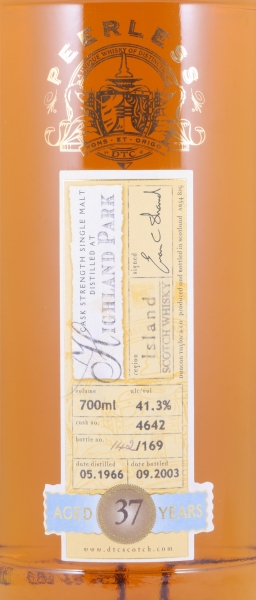 PEERLESS
DTC
CASK STRENGTH SINGLE MALT
DISTILLED AT
HIGHLAND PARK
region
Island
SCOTCH WHISKY
signed
volume
alc/vol
700ml
41.3%
cask no.
4642
bottle no.
142/169
date distilled
date bottled
05.1966
09.2003
AGED 37 YEARS
www.dtcscotch.com